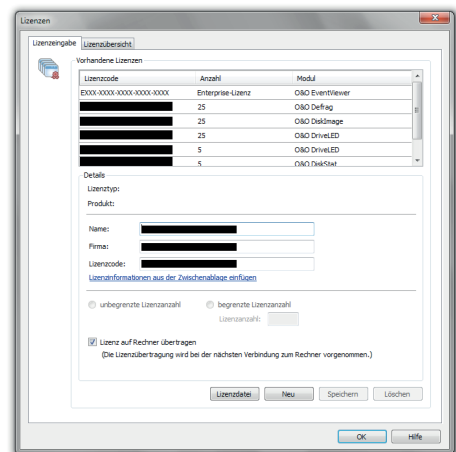 Lizenzen
Lizenzeingabe Lizenzübersicht
Vorhandene Lizenzen
Lizenzcode Anzahl Modul
EXXX-XXXX-XXXX-XXXX-XXXX Enterprise-Lizenz O&O EventViewer
25 O&O Defrag
25 O&O DiskImage
25 O&O DriveLED
5 O&O DriveLED
5 O&O DiskStat
Details
Lizenztyp:
Produkt:
Name:
Firma:
Lizenzcode:
Lizenzinformationen aus der Zwischenablage einfügen
unbegrenzte Lizenzanzahl begrenzte Lizenzanzahl
Lizenzanzahl:
Lizenz auf Rechner übertragen
(Die Lizenzübertragung wird bei der nächsten Verbindung zum Rechner vorgenommen.)
Lizenzdatei Neu Speichern Löschen
OK Hilfe